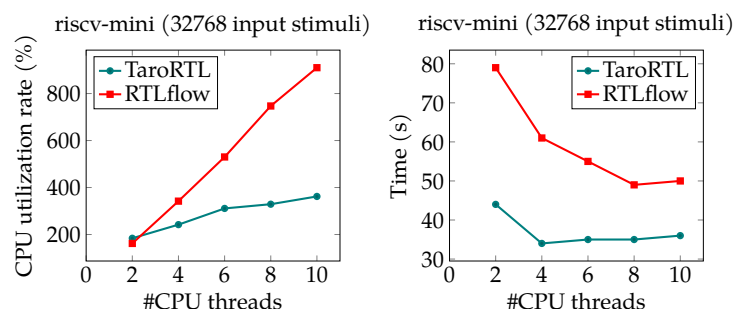 riscv-mini (32768 input stimuli)
CPU utilization rate (%)
800
600
400
200
TaroRTL
RTLflow
0 2 4 6 8 10
#CPU threads
riscv-mini (32768 input stimuli)
Time (s)
80
70
60
50
40
30
TaroRTL
RTLflow
0 2 4 6 8 10
#CPU threads